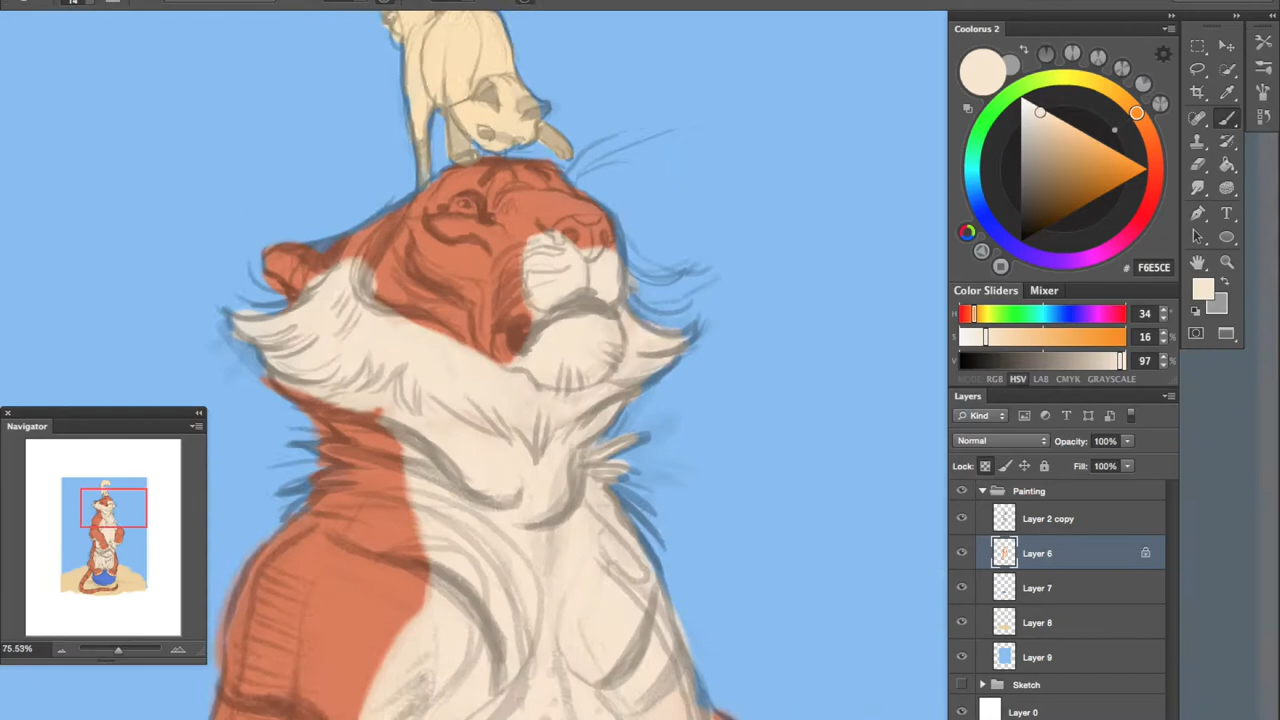 Coolorus 2
# F6E5CE
Color Sliders Mixer
H 34
S 16 %
V 97 %
RGB HSV LAB CMYK GRAYSCALE
Layers
Kind
Normal Opacity: 100%
Lock: Fill: 100%
Painting
Layer 2 copy
Layer 6
Layer 7
Layer 8
Layer 9
Sketch
Layer 0
Navigator
75.53%